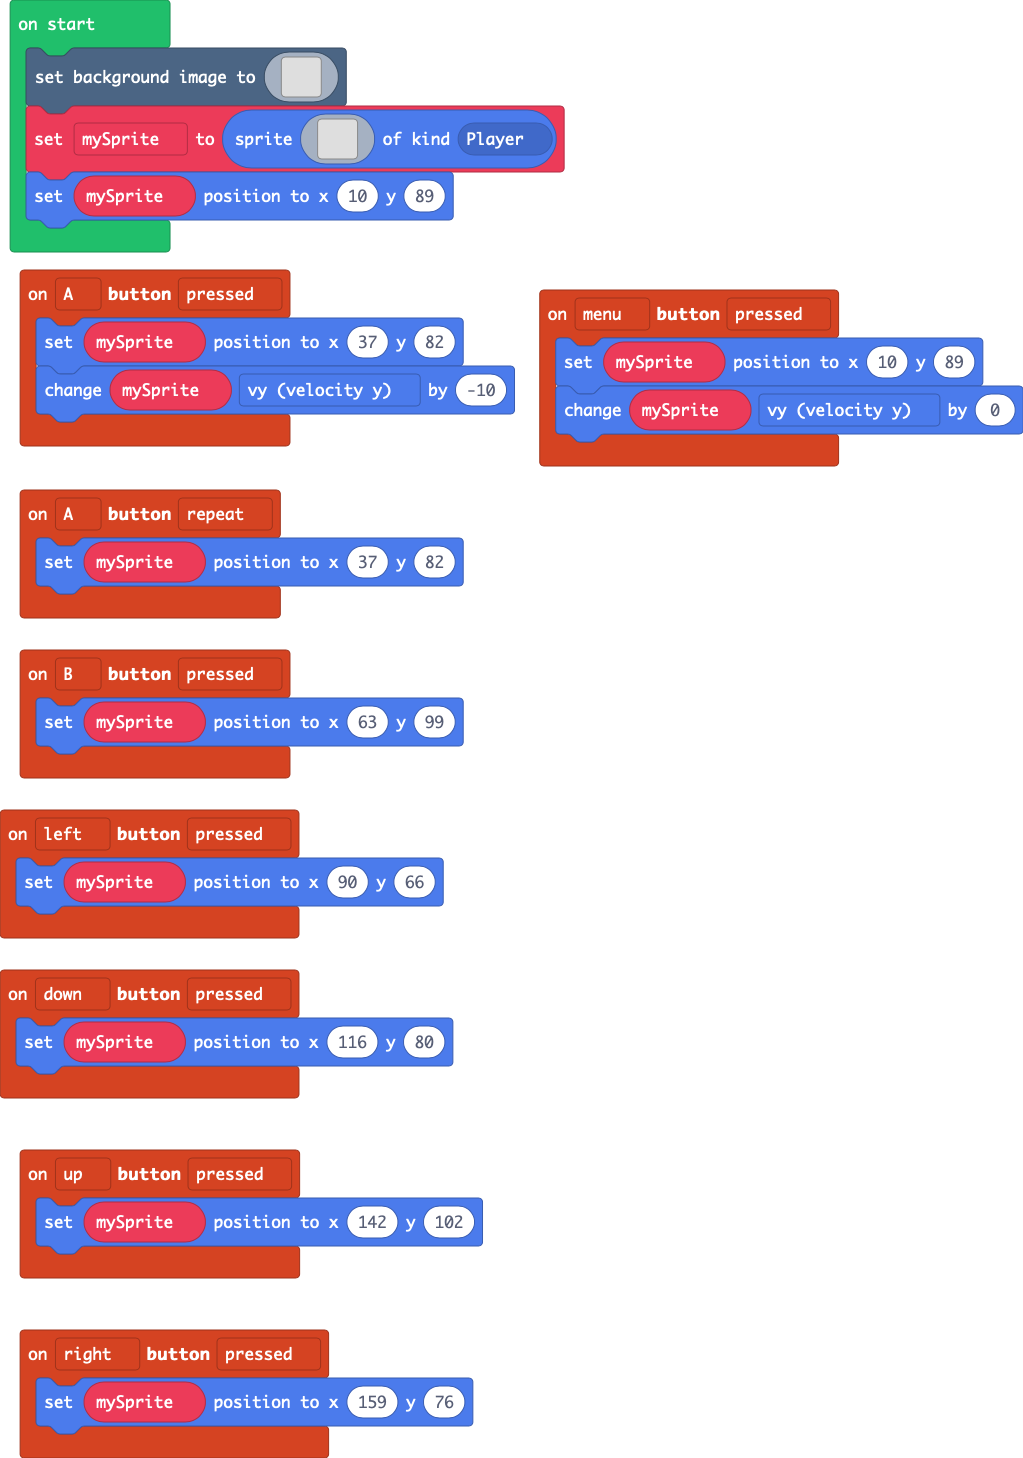 on start
set background image to
set mySprite to sprite of kind Player
set mySprite position to x 10 y 89
on A button pressed
set mySprite position to x 37 y 82
change mySprite vy (velocity y) by -10
on menu button pressed
set mySprite position to x 10 y 89
change mySprite vy (velocity y) by 0
on A button repeat
set mySprite position to x 37 y 82
on B button pressed
set mySprite position to x 63 y 99
on left button pressed
set mySprite position to x 90 y 66
on down button pressed
set mySprite position to x 116 y 80
on up button pressed
set mySprite position to x 142 y 102
on right button pressed
set mySprite position to x 159 y 76